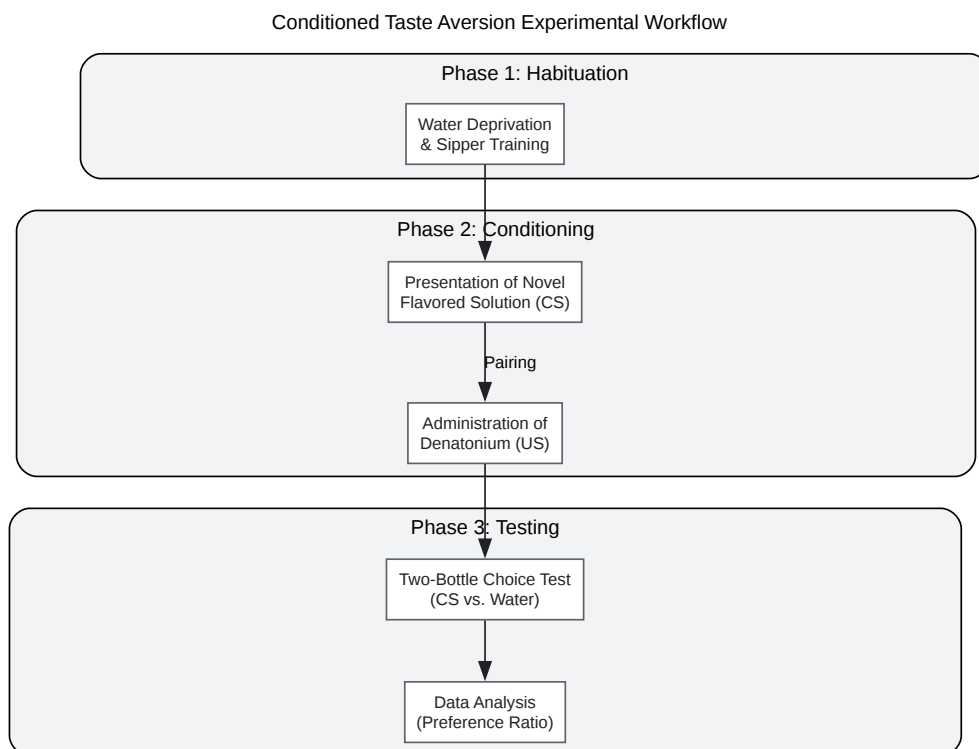 Conditioned Taste Aversion Experimental Workflow
Phase 1: Habituation
Water Deprivation
& Sipper Training
Phase 2: Conditioning
Presentation of Novel
Flavored Solution (CS)
Pairing
Administration of
Denatonium (US)
Phase 3: Testing
Two-Bottle Choice Test
(CS vs. Water)
Data Analysis
(Preference Ratio)